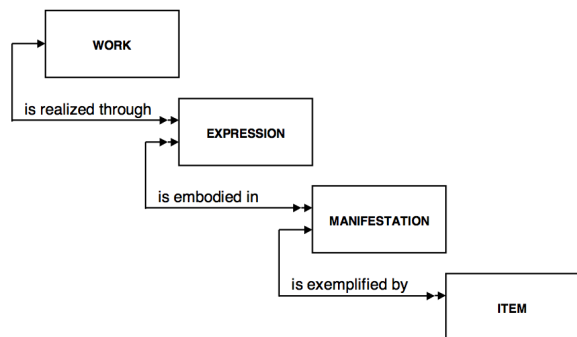 WORK
is realized through
EXPRESSION
is embodied in
MANIFESTATION
is exemplified by
ITEM